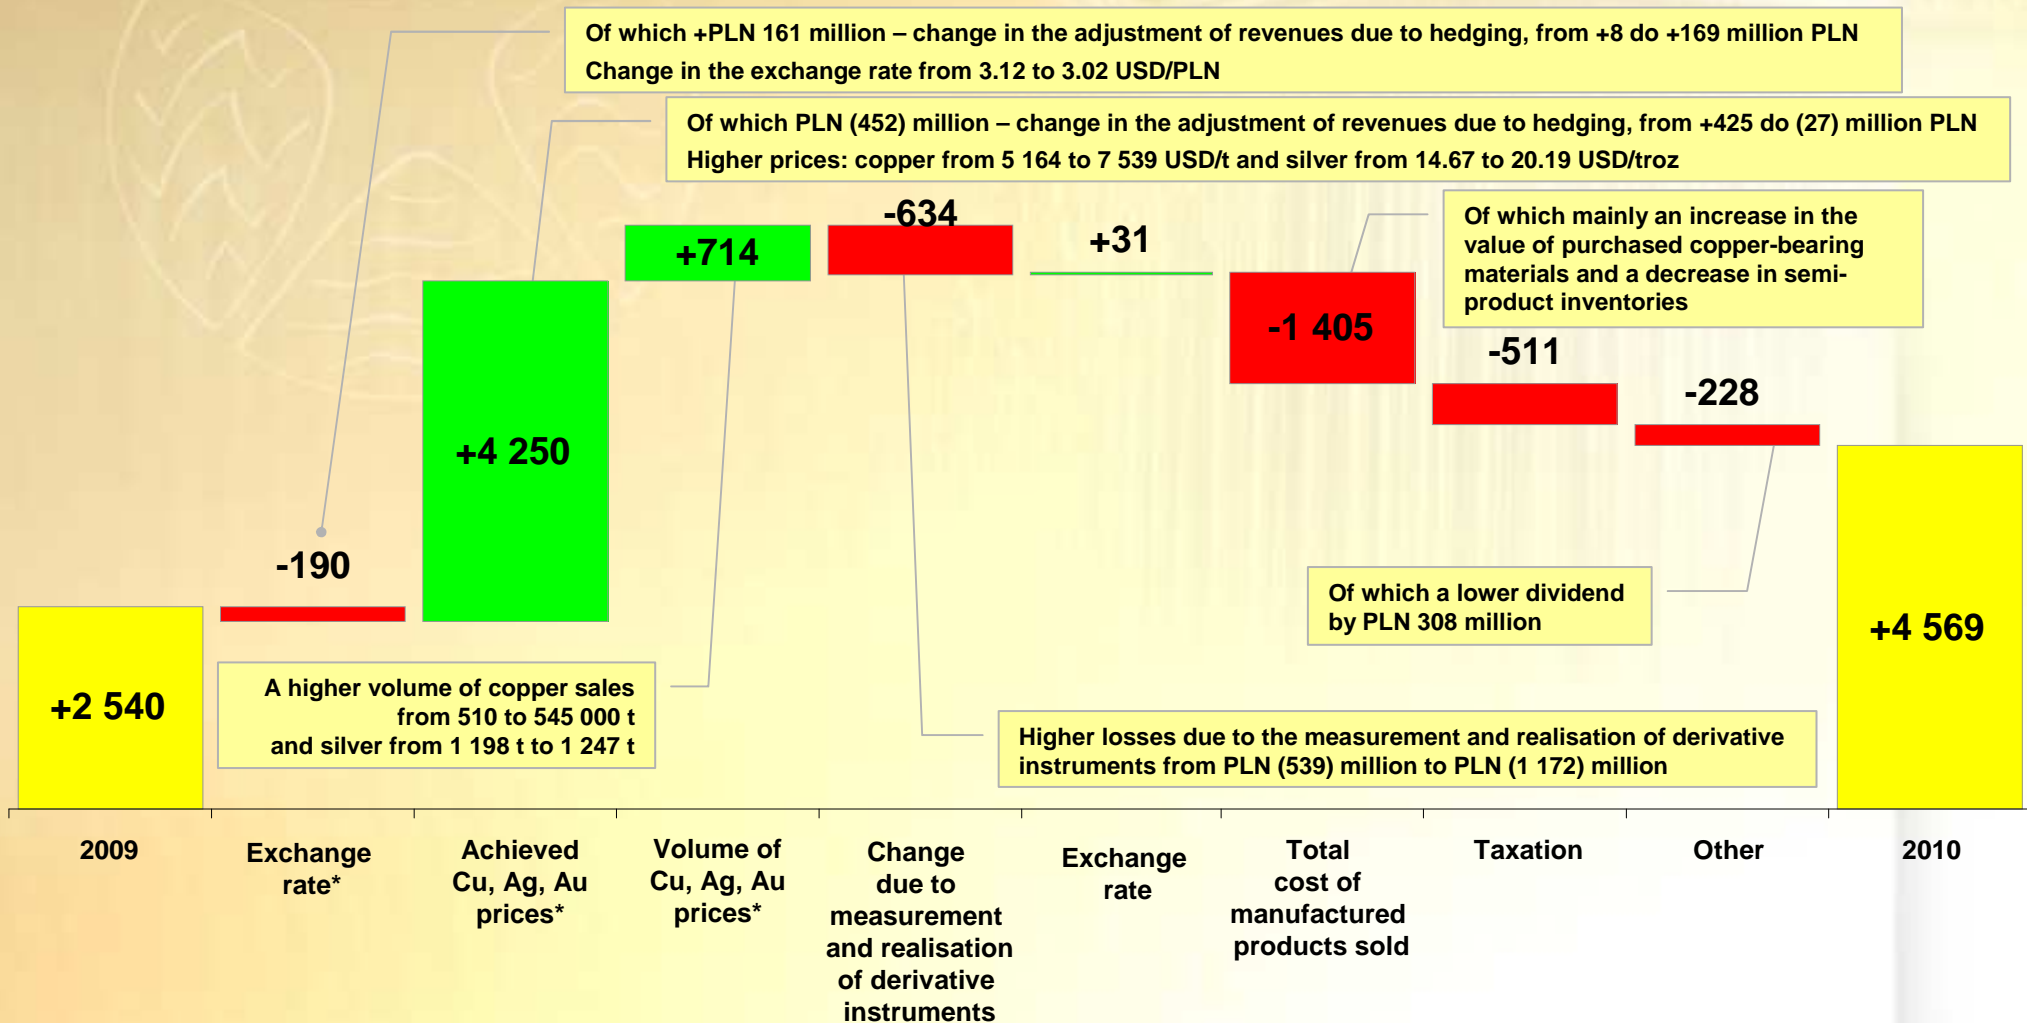 Of which +PLN 161 million – change in the adjustment of revenues due to hedging, from +8 do +169 million PLN
Change in the exchange rate from 3.12 to 3.02 USD/PLN
Of which PLN (452) million – change in the adjustment of revenues due to hedging, from +425 do (27) million PLN
Higher prices: copper from 5 164 to 7 539 USD/t and silver from 14.67 to 20.19 USD/troz
Of which mainly an increase in the
value of purchased copper-bearing
materials and a decrease in semi-
product inventories
-634
+714
+31
-1 405
-511
-228
+4 250
-190
Of which a lower dividend
by PLN 308 million
+4 569
+2 540
A higher volume of copper sales
from 510 to 545 000 t
and silver from 1 198 t to 1 247 t
Higher losses due to the measurement and realisation of derivative
instruments from PLN (539) million to PLN (1 172) million
2009
Exchange
rate*
Achieved
Cu, Ag, Au
prices*
Volume of
Cu, Ag, Au
prices*
Change
due to
measurement
and realisation
of derivative
instruments
Exchange
rate
Total
cost of
manufactured
products sold
Taxation
Other
2010